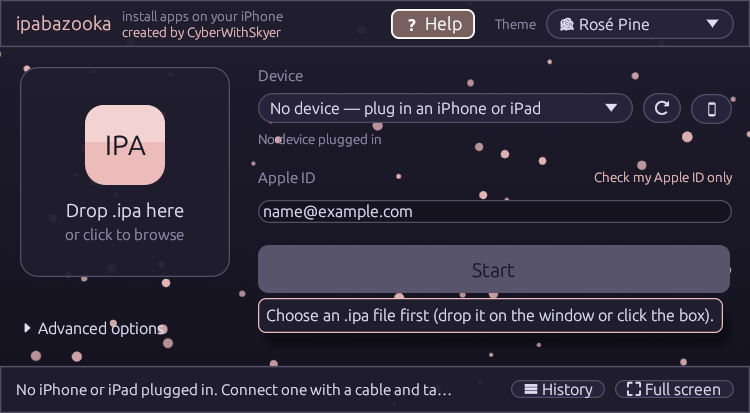 ipabazooka
install apps on your iPhone
created by CyberWithSkyer
? Help
Theme
Rosé Pine
IPA
Drop .ipa here
or click to browse
Advanced options
Device
No device — plug in an iPhone or iPad
No device plugged in
Apple ID
Check my Apple ID only
name@example.com
Start
Choose an .ipa file first (drop it on the window or click the box).
No iPhone or iPad plugged in. Connect one with a cable and ta…
History
Full screen